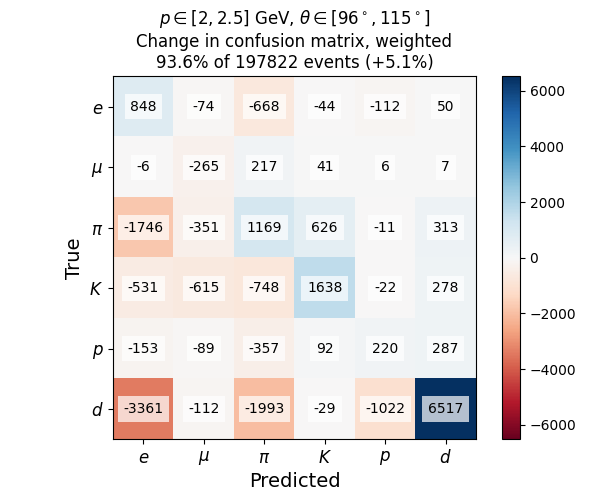 p ∈ [2, 2.5] GeV, θ ∈ [96°, 115°]
Change in confusion matrix, weighted
93.6% of 197822 events (+5.1%)
e 848 -74 -668 -44 -112 50
μ -6 -265 217 41 6 7
π -1746 -351 1169 626 -11 313
K -531 -615 -748 1638 -22 278
p -153 -89 -357 92 220 287
d -3361 -112 -1993 -29 -1022 6517
e μ π K p d
True
Predicted
6000
4000
2000
0
−2000
−4000
−6000